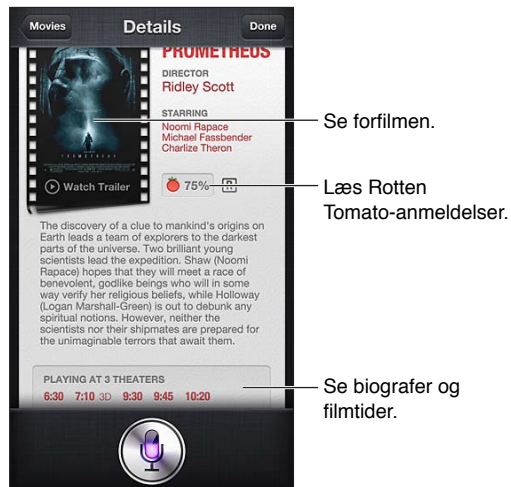 Movies
Details
Done
PROMETHEUS
DIRECTOR
Ridley Scott
STARRING
Noomi Rapace
Michael Fassbender
Charlize Theron
PROMETHEUS
Watch Trailer
75%
R
The discovery of a clue to mankind's origins on
Earth leads a team of explorers to the darkest
parts of the universe. Two brilliant young
scientists lead the expedition. Shaw (Noomi
Rapace) hopes that they will meet a race of
benevolent, godlike beings who will in some
way verify her religious beliefs, while Holloway
(Logan Marshall-Green) is out to debunk any
spiritual notions. However, neither the
scientists nor their shipmates are prepared for
the unimaginable terrors that await them.
PLAYING AT 3 THEATERS
6:30 7:10 3D 9:30 9:45 10:20
Se forfilmen.
Læs Rotten
Tomato-anmeldelser.
Se biografer og
filmtider.